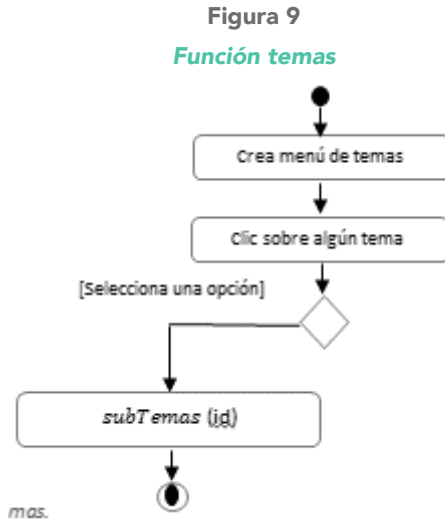 Figura 9
Función temas
Crea menú de temas
Clic sobre algún tema
[Selecciona una opción]
subTemas (id)
mas.